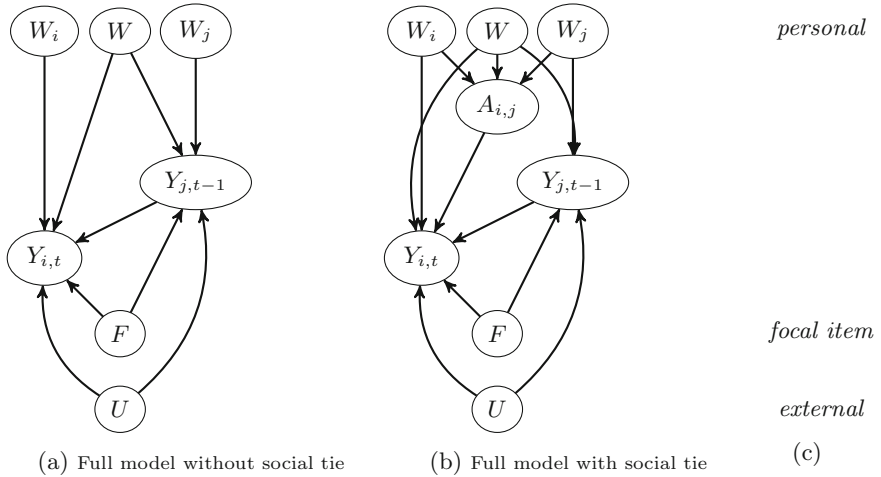 W_i W W_j W_i W W_j personal
A_{i,j}
Y_{j,t−1} Y_{j,t−1}
Y_{i,t} Y_{i,t}
F F focal item
U U external
(a) Full model without social tie (b) Full model with social tie (c)